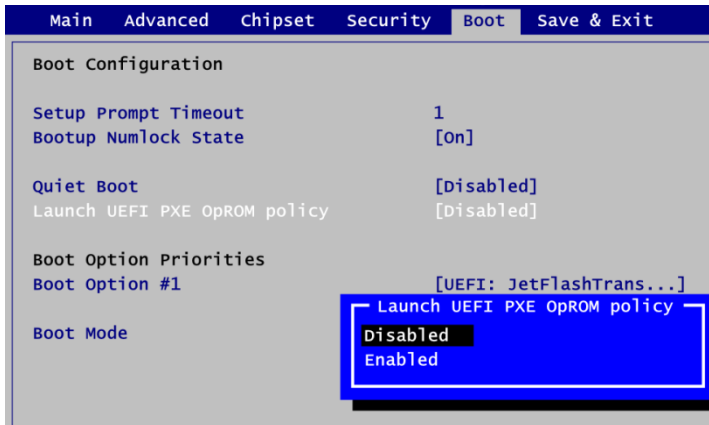 Main Advanced Chipset Security Boot Save & Exit
Boot Configuration
Setup Prompt Timeout 1
Bootup Numlock State [On]
Quiet Boot [Disabled]
Launch UEFI PXE OpROM policy [Disabled]
Boot Option Priorities
Boot Option #1 [UEFI: JetFlashTrans...]
Boot Mode
Launch UEFI PXE OpROM policy
Disabled
Enabled